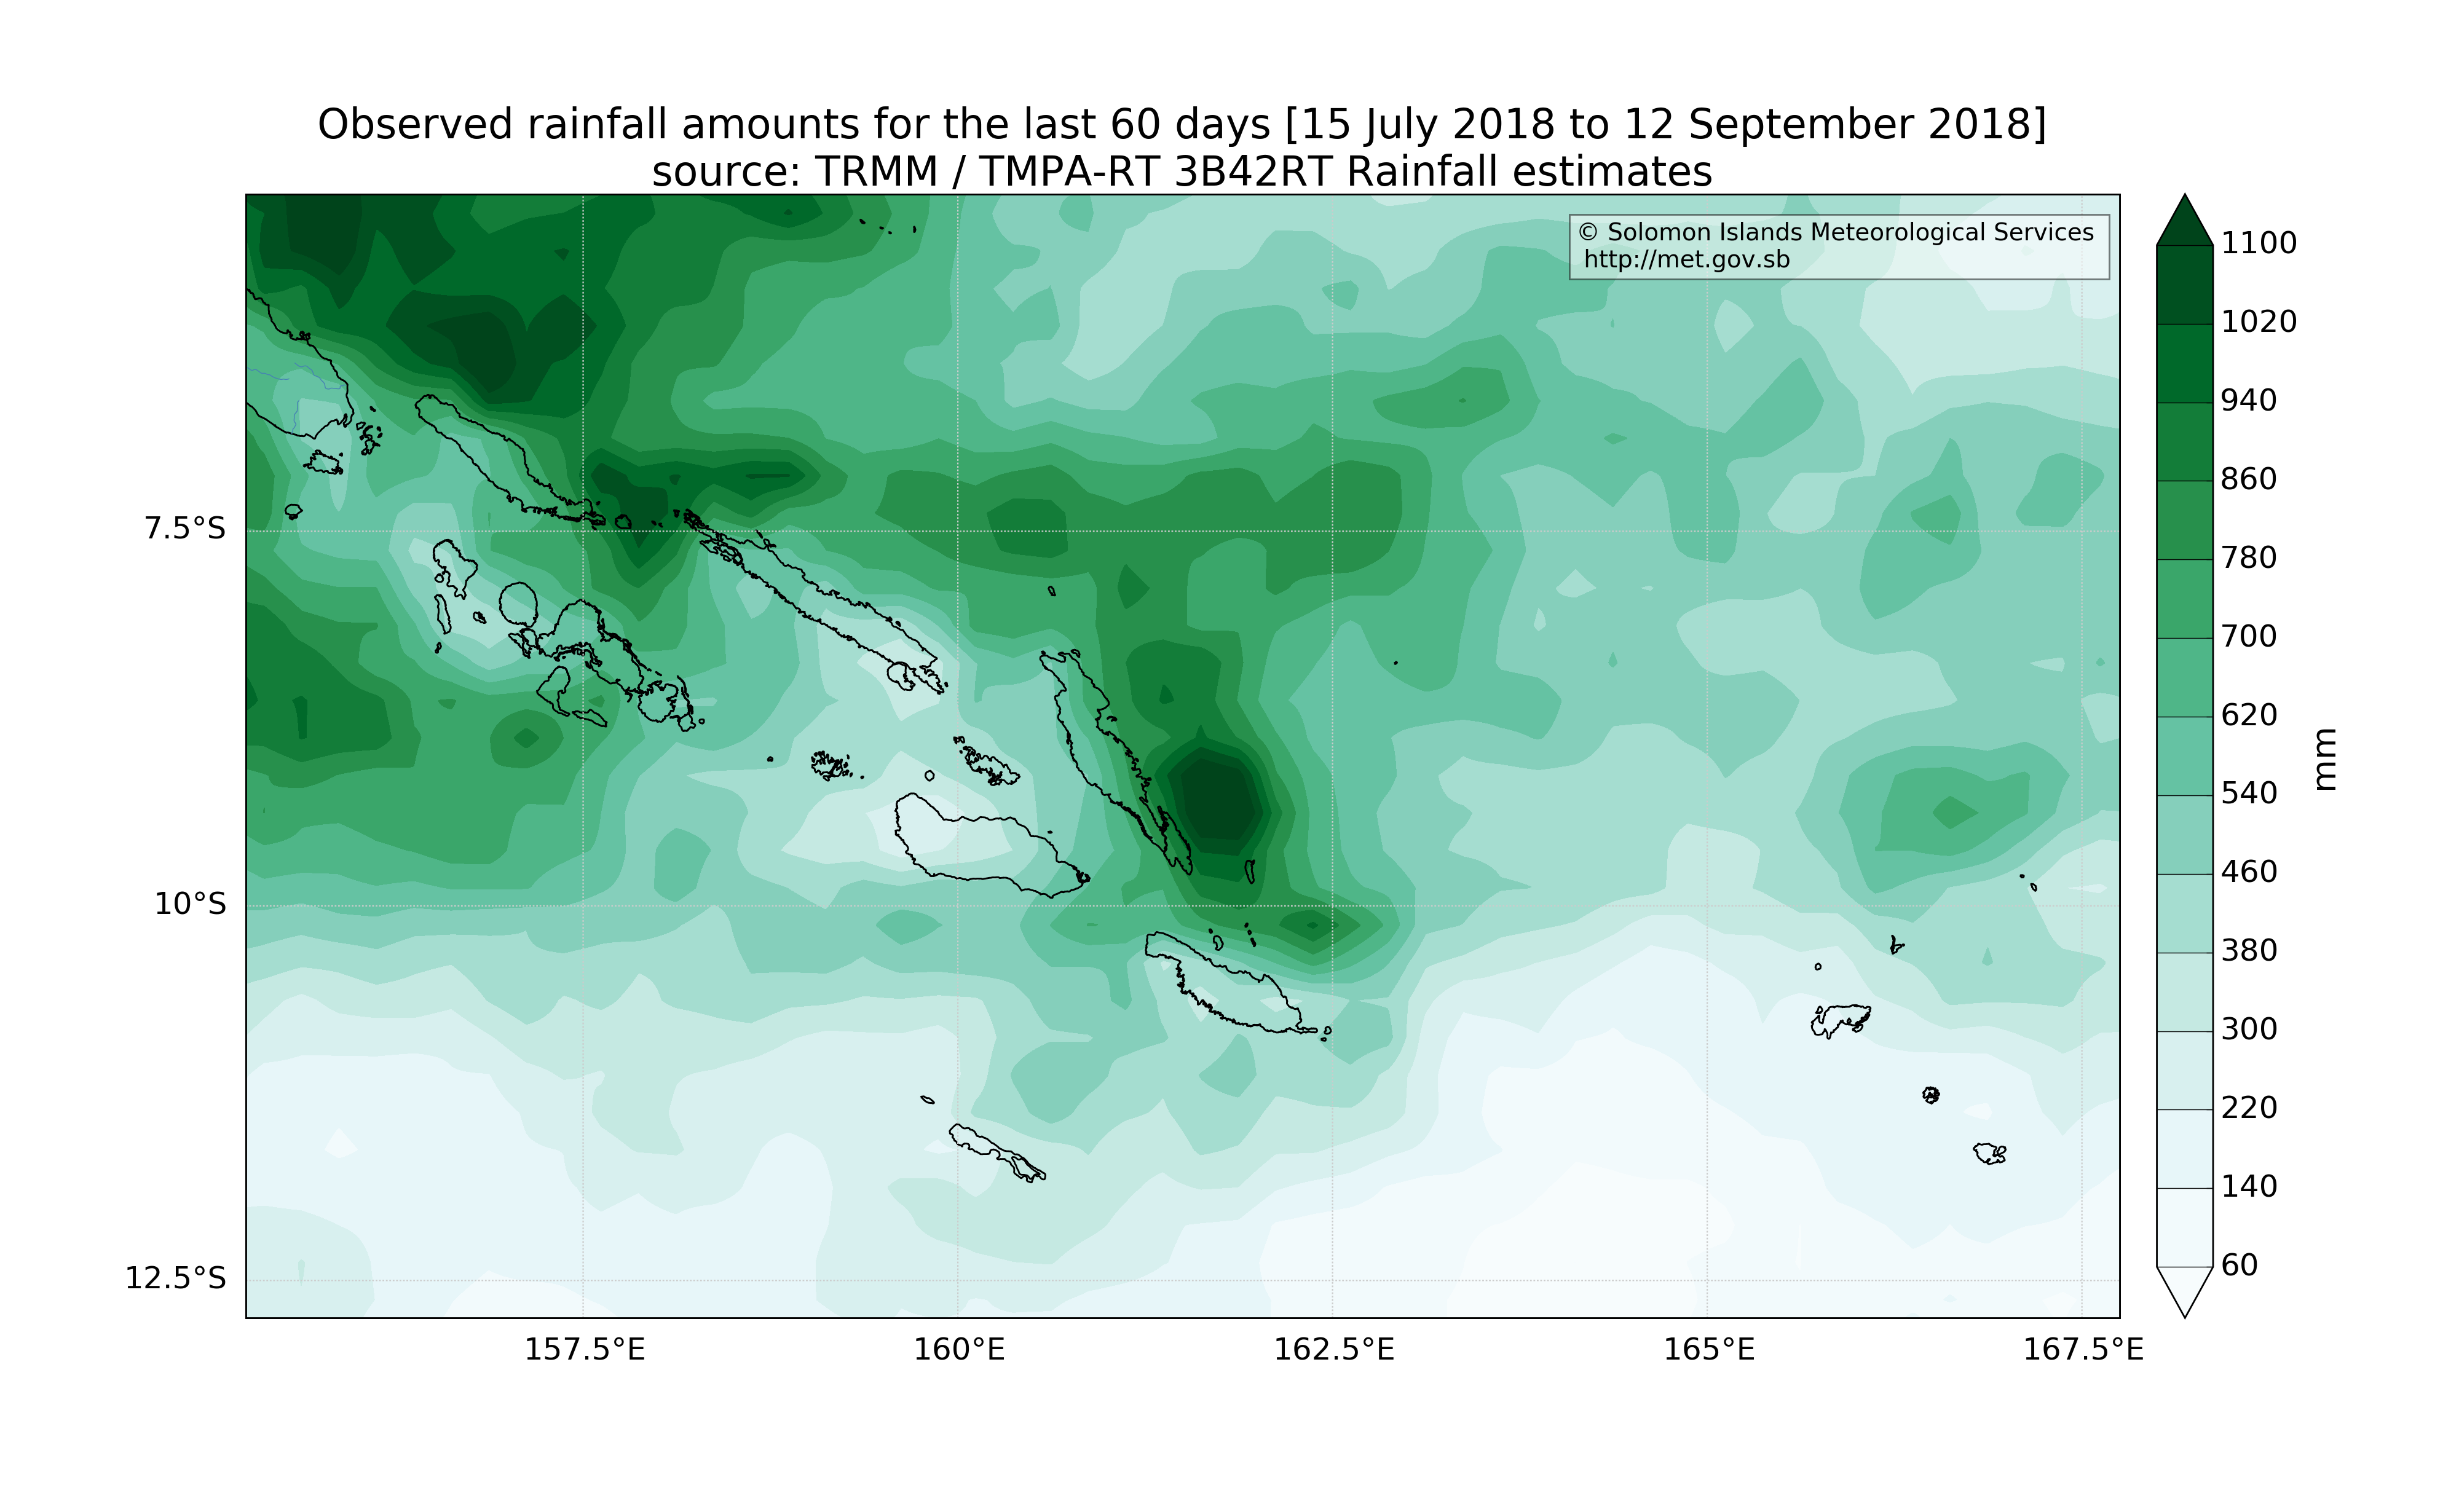 Observed rainfall amounts for the last 60 days [15 July 2018 to 12 September 2018]
source: TRMM / TMPA-RT 3B42RT Rainfall estimates
© Solomon Islands Meteorological Services
http://met.gov.sb
7.5°S
10°S
12.5°S
157.5°E
160°E
162.5°E
165°E
167.5°E
1100
1020
940
860
780
700
620
540
460
380
300
220
140
60
mm